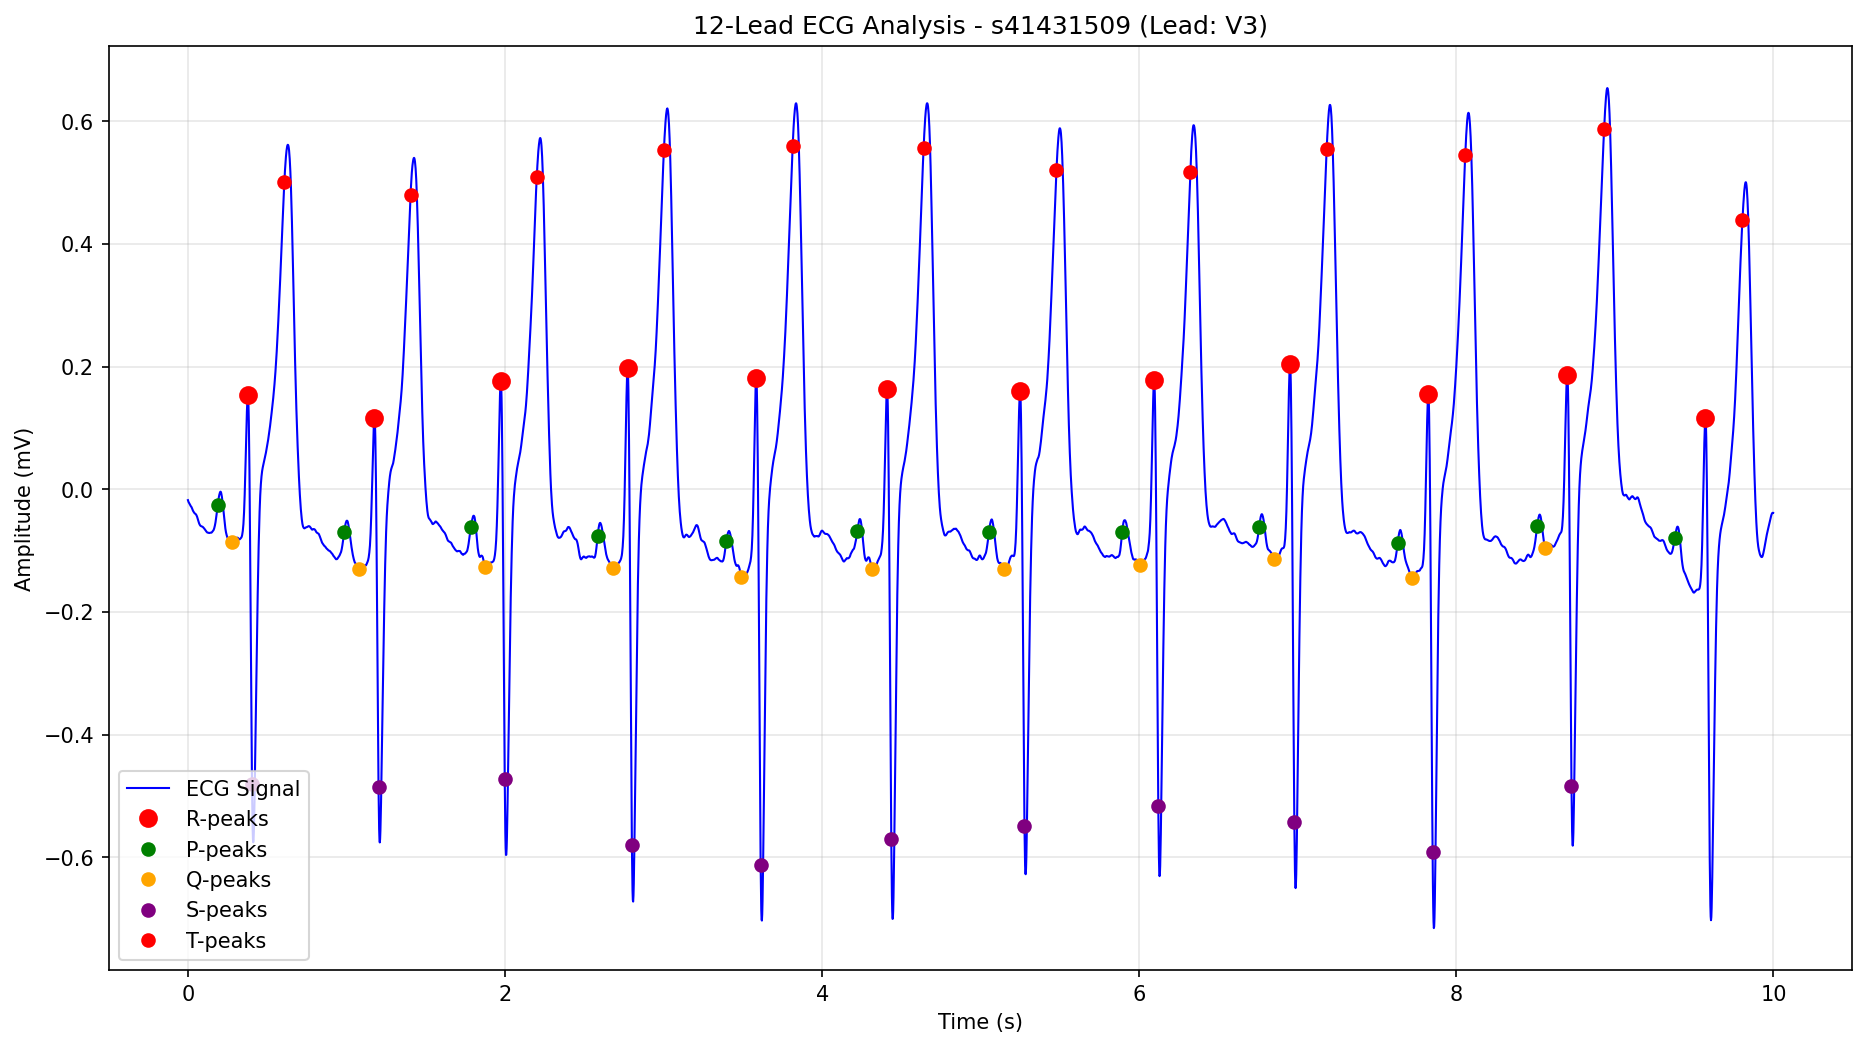 12-Lead ECG Analysis - s41431509 (Lead: V3)
0.6
0.4
0.2
0.0
−0.2
−0.4
−0.6
Amplitude (mV)
ECG Signal
R-peaks
P-peaks
Q-peaks
S-peaks
T-peaks
0 2 4 6 8 10
Time (s)